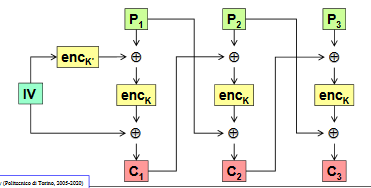 P1 P2 P3
encK'
IV encK encK encK
C1 C2 C3
(Politecnico di Torino, 2005-2020)